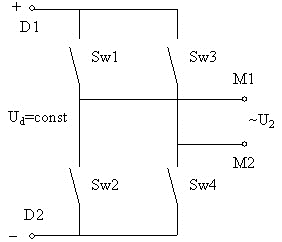 +
D1
Sw1
Sw3
M1
U_d=const
~U_2
M2
Sw2
Sw4
D2
−